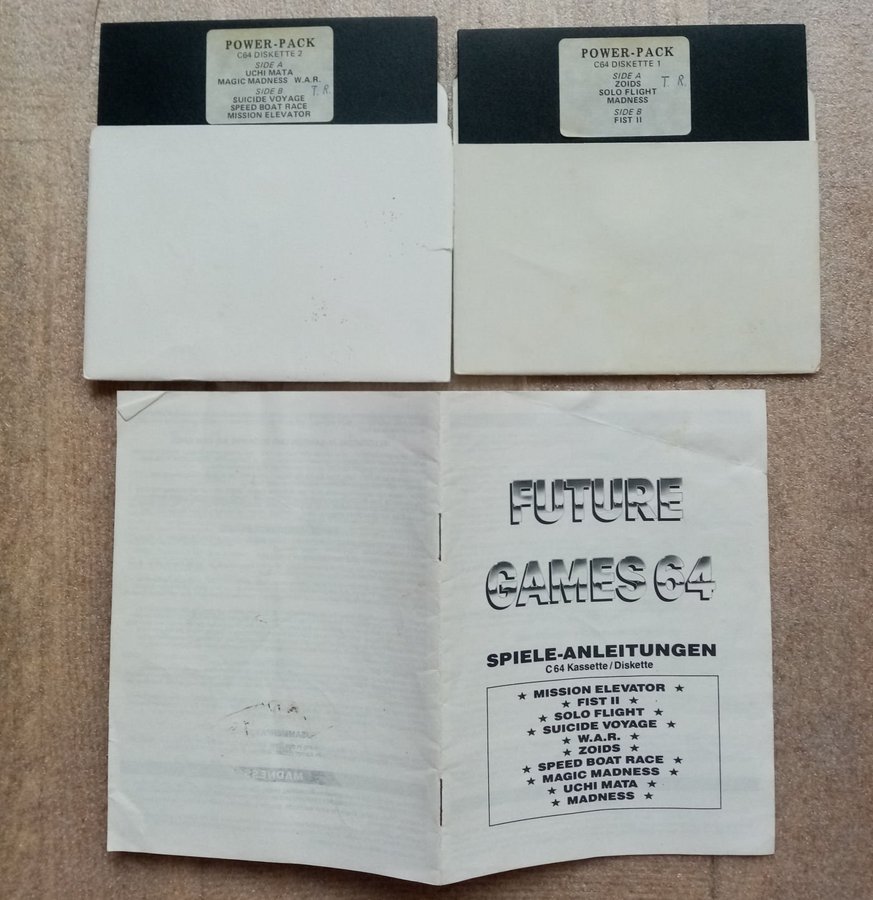 POWER-PACK
C64 DISKETTE 2
SIDE A
UCHI MATA
MAGIC MADNESS W.A.R.
SIDE B
T. R.
SUICIDE VOYAGE
SPEED BOAT RACE
MISSION ELEVATOR
POWER-PACK
C64 DISKETTE 1
SIDE A
ZOIDS T. R.
SOLO FLIGHT
MADNESS
SIDE B
FIST II
FUTURE
GAMES 64
SPIELE-ANLEITUNGEN
C 64 Kassette/Diskette
★ MISSION ELEVATOR ★
★ FIST II ★
★ SOLO FLIGHT ★
★ SUICIDE VOYAGE ★
★ W.A.R. ★
★ ZOIDS ★
★ SPEED BOAT RACE ★
★ MAGIC MADNESS ★
★ UCHI MATA ★
★ MADNESS ★
MADNESS